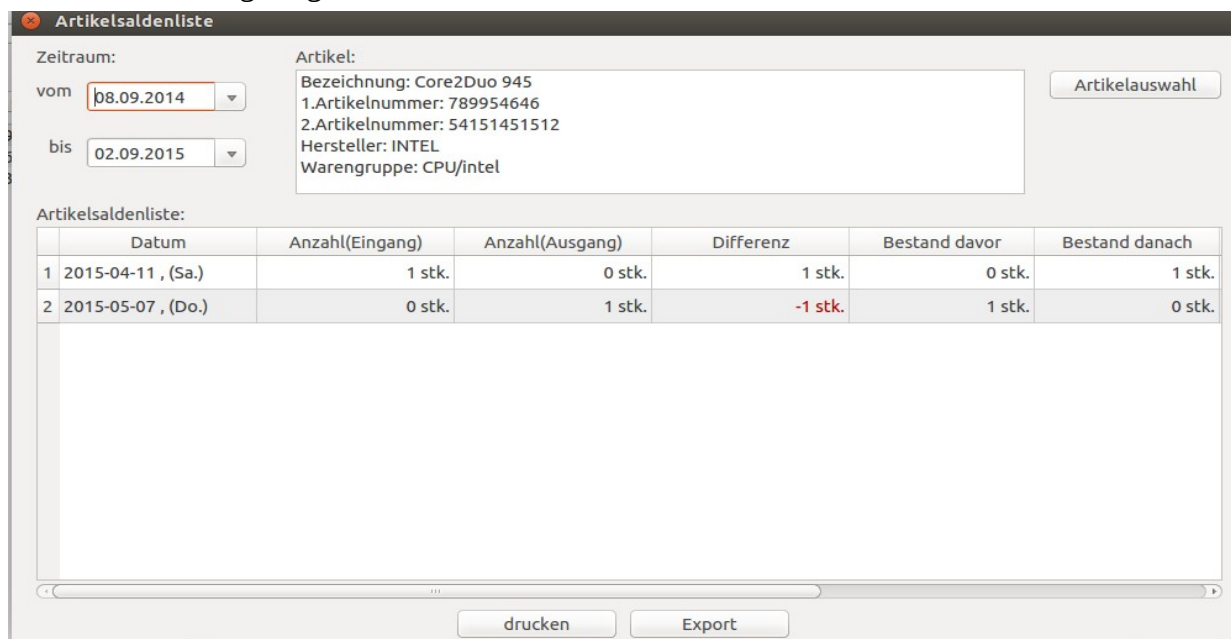 Artikelsaldenliste
Zeitraum:
Artikel:
vom 08.09.2014
bis 02.09.2015
Bezeichnung: Core2Duo 945
1.Artikelnummer: 789954646
2.Artikelnummer: 54151451512
Hersteller: INTEL
Warengruppe: CPU/intel
Artikelauswahl
Artikelsaldenliste:
Datum Anzahl(Eingang) Anzahl(Ausgang) Differenz Bestand davor Bestand danach
1 2015-04-11 , (Sa.) 1 stk. 0 stk. 1 stk. 0 stk. 1 stk.
2 2015-05-07 , (Do.) 0 stk. 1 stk. -1 stk. 1 stk. 0 stk.
drucken Export